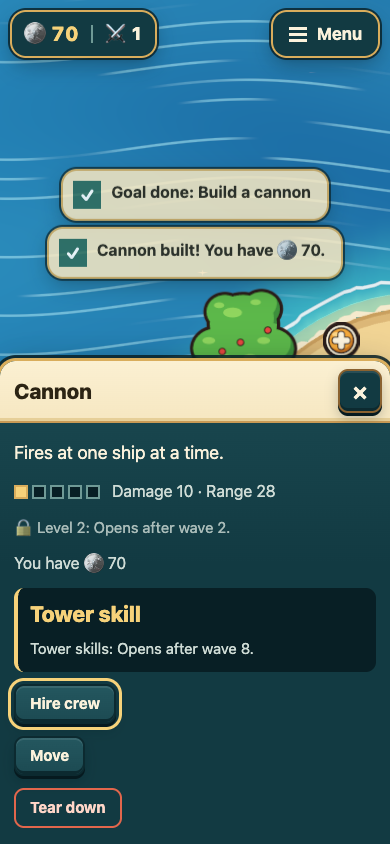 70 | 1
Menu
Goal done: Build a cannon
Cannon built! You have 70.
Cannon
Fires at one ship at a time.
Damage 10 · Range 28
Level 2: Opens after wave 2.
You have 70
Tower skill
Tower skills: Opens after wave 8.
Hire crew
Move
Tear down